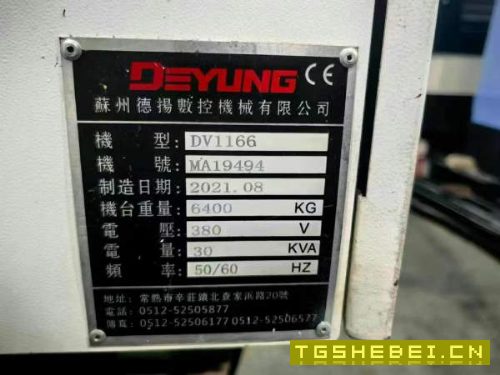 DEYUNG CE
蘇州德揚數控機械有限公司
機 型: DV1166
機 號: MA19494
制造日期: 2021.08
機台重量: 6400 KG
電 壓: 380 V
電 量: 30 KVA
頻 率: 50/60 HZ
地址: 常熟市辛莊鎮北袁家浜路20號
電話: 0512-52505877
傳真: 0512-52506177 0512-52506577
TGSHEBEI.CN